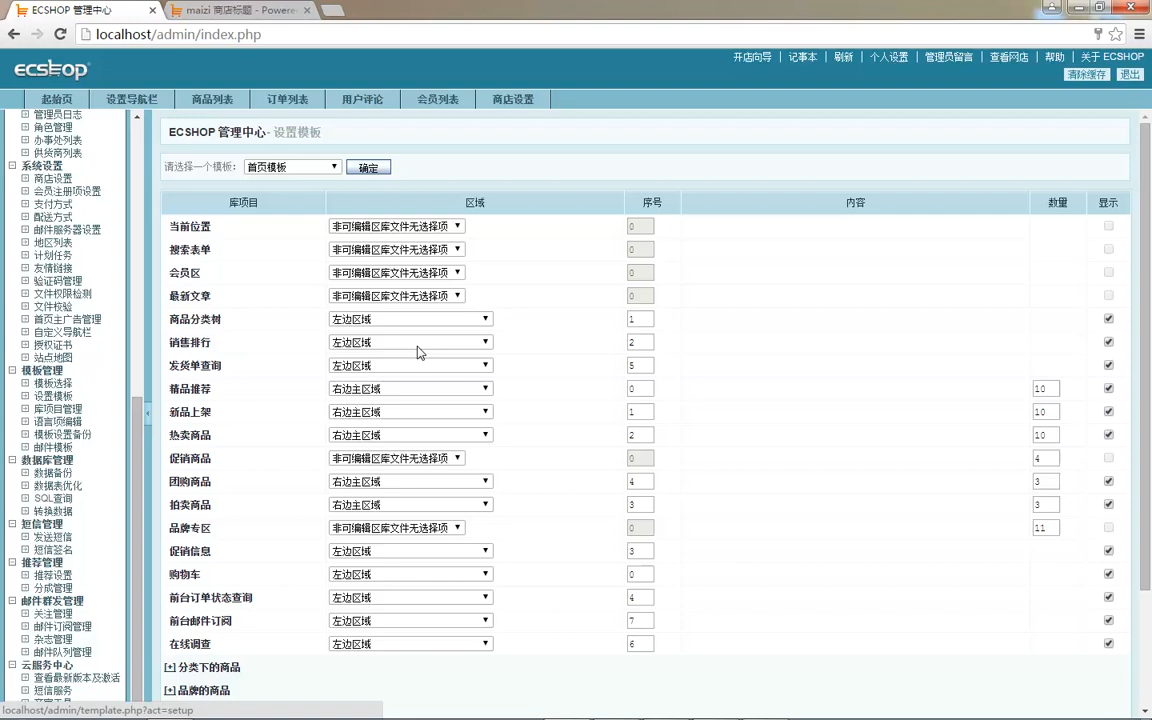 ECSHOP 管理中心
maizi 商店标题 - Powere
localhost/admin/index.php
开店向导 | 记事本 | 刷新 | 个人设置 | 管理员留言 | 查看网店 | 帮助 | 关于 ECSHOP
ecshop
清除缓存 退出
起始页 设置导航栏 商品列表 订单列表 用户评论 会员列表 商店设置
管理员日志
角色管理
办事处列表
供货商列表
系统设置
商店设置
会员注册项设置
支付方式
配送方式
邮件服务器设置
地区列表
计划任务
友情链接
验证码管理
文件权限检测
文件校验
首页主广告管理
自定义导航栏
授权证书
站点地图
模板管理
模板选择
设置模板
库项目管理
语言项编辑
模板设置备份
邮件模板
数据库管理
数据备份
数据表优化
SQL查询
转换数据
短信管理
发送短信
短信签名
推荐管理
推荐设置
分成管理
邮件群发管理
关注管理
邮件订阅管理
杂志管理
邮件队列管理
云服务中心
查看最新版本及激活
短信服务
ECSHOP 管理中心 - 设置模板
请选择一个模板: 首页模板 确定
库项目 区域 序号 内容 数量 显示
当前位置 非可编辑区库文件无选择项 0
搜索表单 非可编辑区库文件无选择项 0
会员区 非可编辑区库文件无选择项 0
最新文章 非可编辑区库文件无选择项 0
商品分类树 左边区域 1
销售排行 左边区域 2
发货单查询 左边区域 5
精品推荐 右边主区域 0 10
新品上架 右边主区域 1 10
热卖商品 右边主区域 2 10
促销商品 非可编辑区库文件无选择项 0 4
团购商品 右边主区域 4 3
拍卖商品 右边主区域 3 3
品牌专区 非可编辑区库文件无选择项 0 11
促销信息 左边区域 3
购物车 左边区域 0
前台订单状态查询 左边区域 4
前台邮件订阅 左边区域 7
在线调查 左边区域 6
[+] 分类下的商品
[+] 品牌的商品
localhost/admin/template.php?act=setup